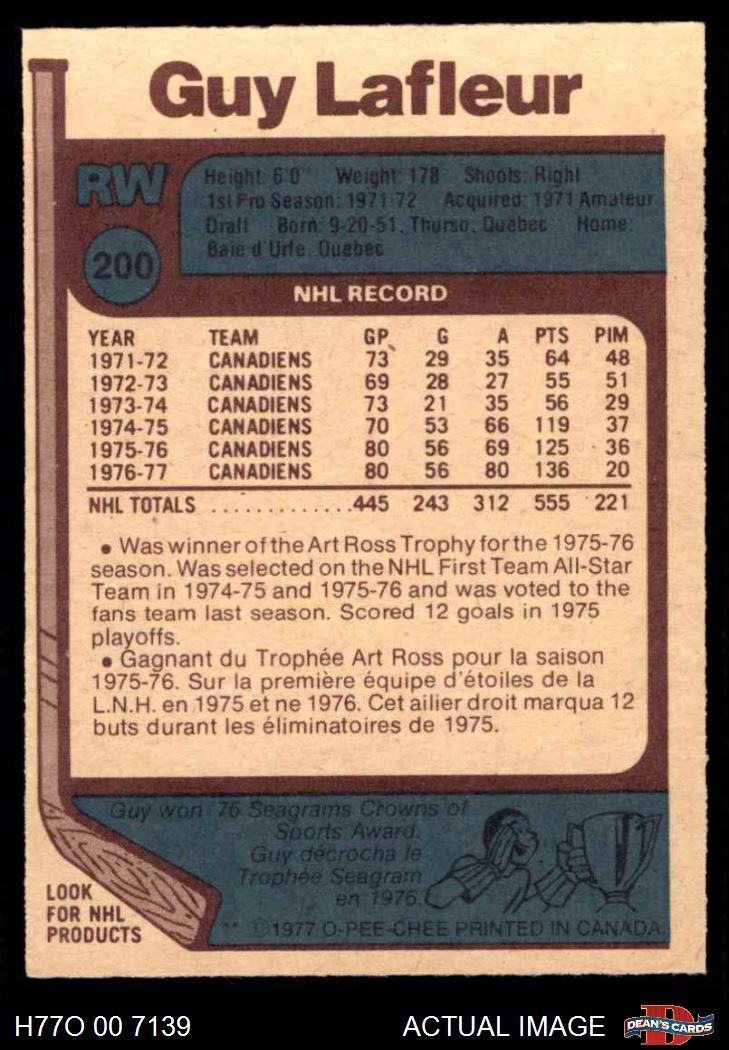 Guy Lafleur
RW
200
Height: 6'0" Weight: 178 Shoots: Right
1st Pro Season: 1971-72 Acquired: 1971 Amateur
Draft Born: 9-20-51, Thurso, Quebec Home:
Baie d'Urfe, Quebec
NHL RECORD
YEAR TEAM GP G A PTS PIM
1971-72 CANADIENS 73 29 35 64 48
1972-73 CANADIENS 69 28 27 55 51
1973-74 CANADIENS 73 21 35 56 29
1974-75 CANADIENS 70 53 66 119 37
1975-76 CANADIENS 80 56 69 125 36
1976-77 CANADIENS 80 56 80 136 20
NHL TOTALS .............445 243 312 555 221
• Was winner of the Art Ross Trophy for the 1975-76
season. Was selected on the NHL First Team All-Star
Team in 1974-75 and 1975-76 and was voted to the
fans team last season. Scored 12 goals in 1975
playoffs.
• Gagnant du Trophée Art Ross pour la saison
1975-76. Sur la première équipe d'étoiles de la
L.N.H. en 1975 et ne 1976. Cet ailier droit marqua 12
buts durant les éliminatoires de 1975.
Guy won '76 Seagrams Crowns of
Sports Award.
Guy décrocha le
Trophée Seagram
en 1976.
LOOK
FOR NHL
PRODUCTS
** ©1977 O-PEE-CHEE PRINTED IN CANADA
H77O 00 7139 ACTUAL IMAGE
DEAN'S CARDS